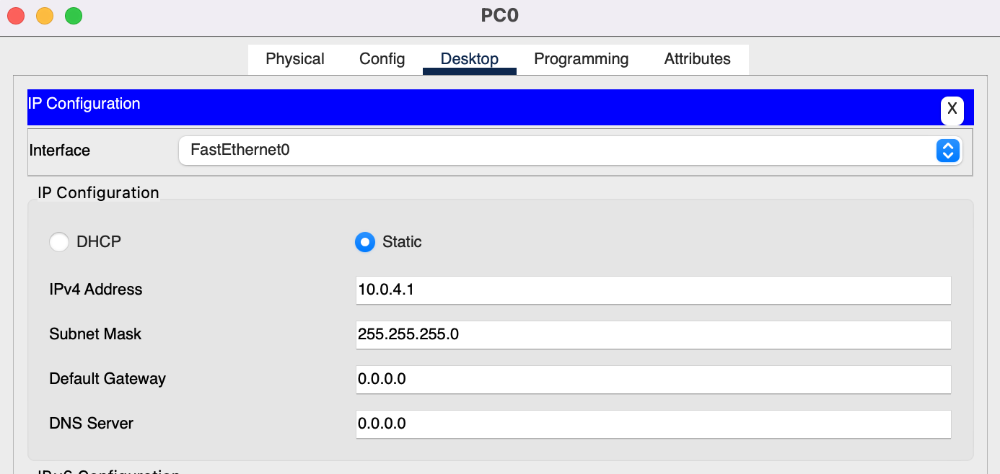 PC0
Physical Config Desktop Programming Attributes
IP Configuration X
Interface FastEthernet0
IP Configuration
DHCP Static
IPv4 Address 10.0.4.1
Subnet Mask 255.255.255.0
Default Gateway 0.0.0.0
DNS Server 0.0.0.0
IPv6 Configuration